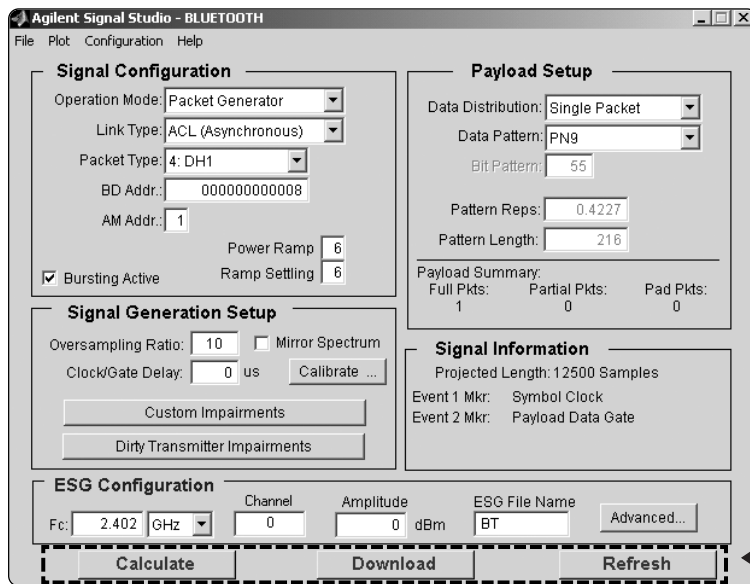 Agilent Signal Studio - BLUETOOTH
File Plot Configuration Help
Signal Configuration
Operation Mode: Packet Generator
Link Type: ACL (Asynchronous)
Packet Type: 4: DH1
BD Addr.: 000000000008
AM Addr.: 1
Power Ramp 6
Bursting Active
Ramp Settling 6
Payload Setup
Data Distribution: Single Packet
Data Pattern: PN9
Bit Pattern: 55
Pattern Reps: 0.4227
Pattern Length: 216
Payload Summary:
Full Pkts: Partial Pkts: Pad Pkts:
1 0 0
Signal Generation Setup
Oversampling Ratio: 10 Mirror Spectrum
Clock/Gate Delay: 0 us Calibrate ...
Custom Impairments
Dirty Transmitter Impairments
Signal Information
Projected Length: 12500 Samples
Event 1 Mkr: Symbol Clock
Event 2 Mkr: Payload Data Gate
ESG Configuration
Channel Amplitude ESG File Name
Fc: 2.402 GHz 0 0 dBm BT Advanced...
Calculate Download Refresh